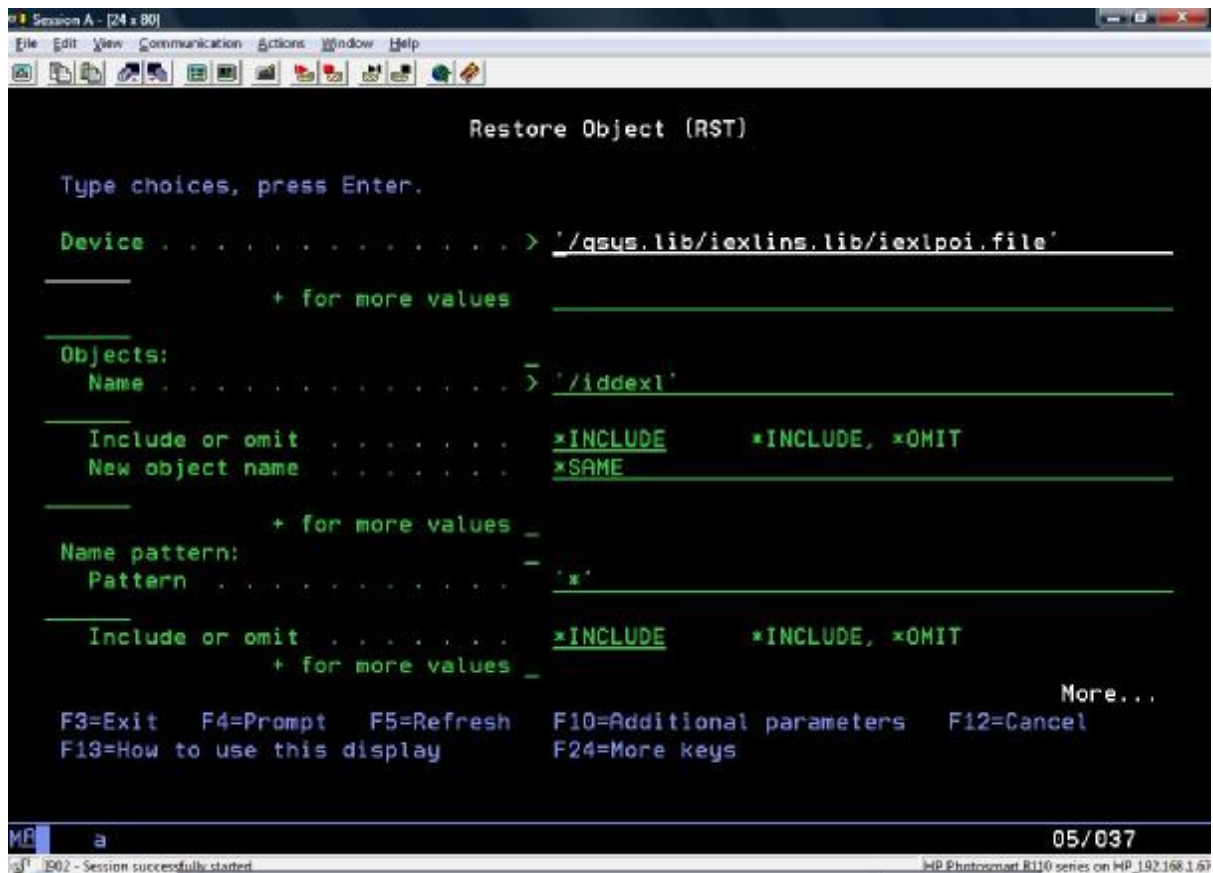 Session A - [24 x 80]
File Edit View Communication Actions Window Help
Restore Object (RST)
Type choices, press Enter.
Device . . . . . . . . . . . . . > '/qsys.lib/iexlins.lib/iexlpoi.file'
+ for more values
Objects:
Name . . . . . . . . . . . . . > '/iddexl'
Include or omit . . . . . . . *INCLUDE *INCLUDE, *OMIT
New object name . . . . . . . *SAME
+ for more values
Name pattern:
Pattern . . . . . . . . . . . '*'
Include or omit . . . . . . . *INCLUDE *INCLUDE, *OMIT
+ for more values
More...
F3=Exit F4=Prompt F5=Refresh F10=Additional parameters F12=Cancel
F13=How to use this display F24=More keys
MA a 05/037
I902 - Session successfully started HP Photosmart B110 series on HP_192.168.1.67